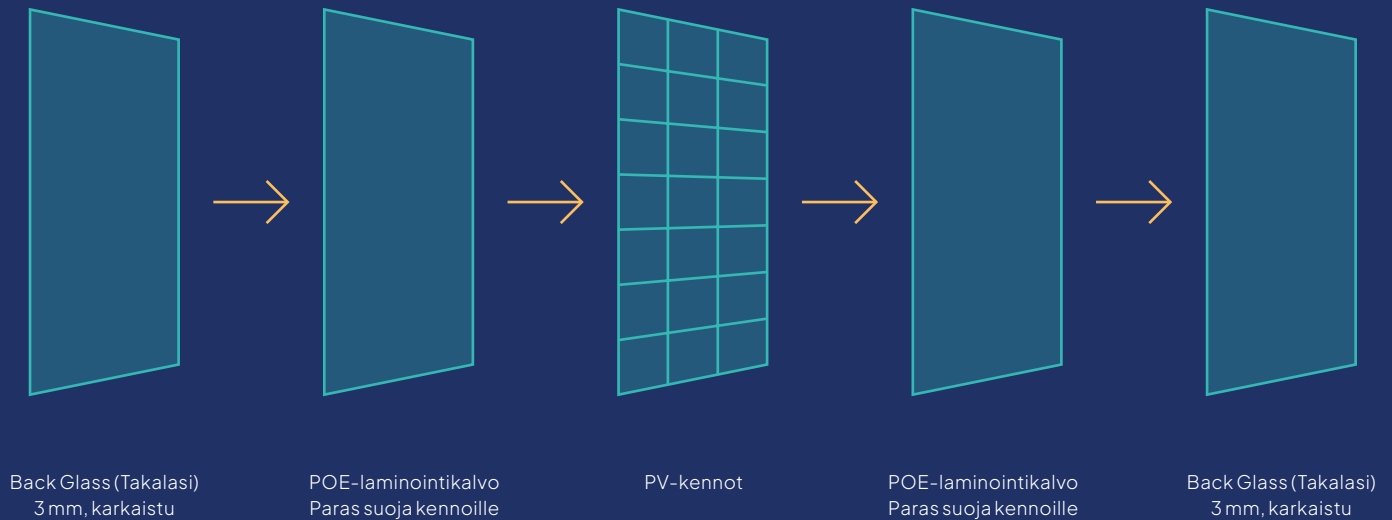 Back Glass (Takalasi)
3 mm, karkaistu
POE-laminointikalvo
Paras suoja kennoille
PV-kennot
POE-laminointikalvo
Paras suoja kennoille
Back Glass (Takalasi)
3 mm, karkaistu